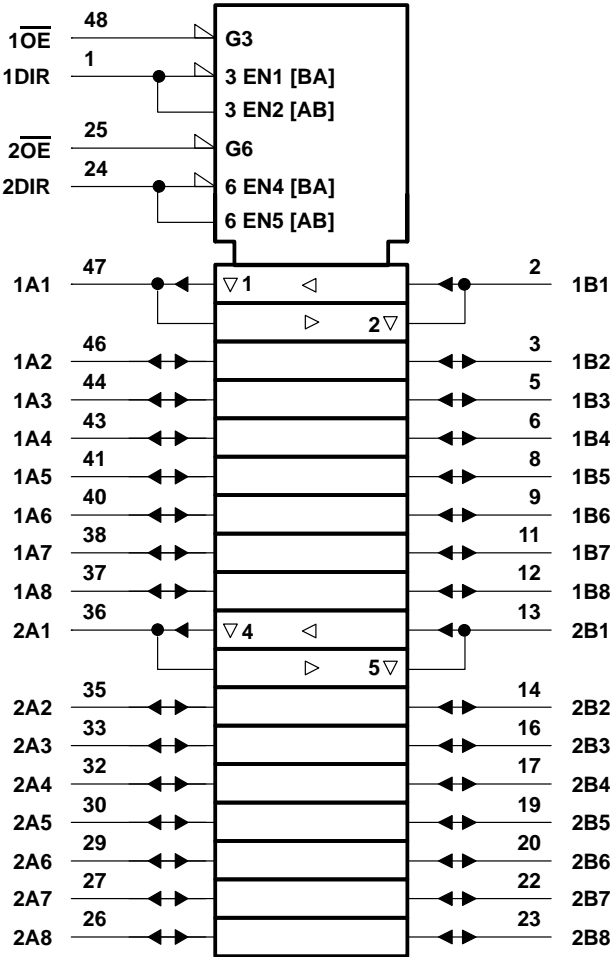 1OE 48 G3
1DIR 1 3 EN1 [BA]
3 EN2 [AB]
2OE 25 G6
2DIR 24 6 EN4 [BA]
6 EN5 [AB]
1A1 47 ▽1 ◁ 2 1B1
▷ 2▽
1A2 46 3 1B2
1A3 44 5 1B3
1A4 43 6 1B4
1A5 41 8 1B5
1A6 40 9 1B6
1A7 38 11 1B7
1A8 37 12 1B8
2A1 36 ▽4 ◁ 13 2B1
▷ 5▽
2A2 35 14 2B2
2A3 33 16 2B3
2A4 32 17 2B4
2A5 30 19 2B5
2A6 29 20 2B6
2A7 27 22 2B7
2A8 26 23 2B8